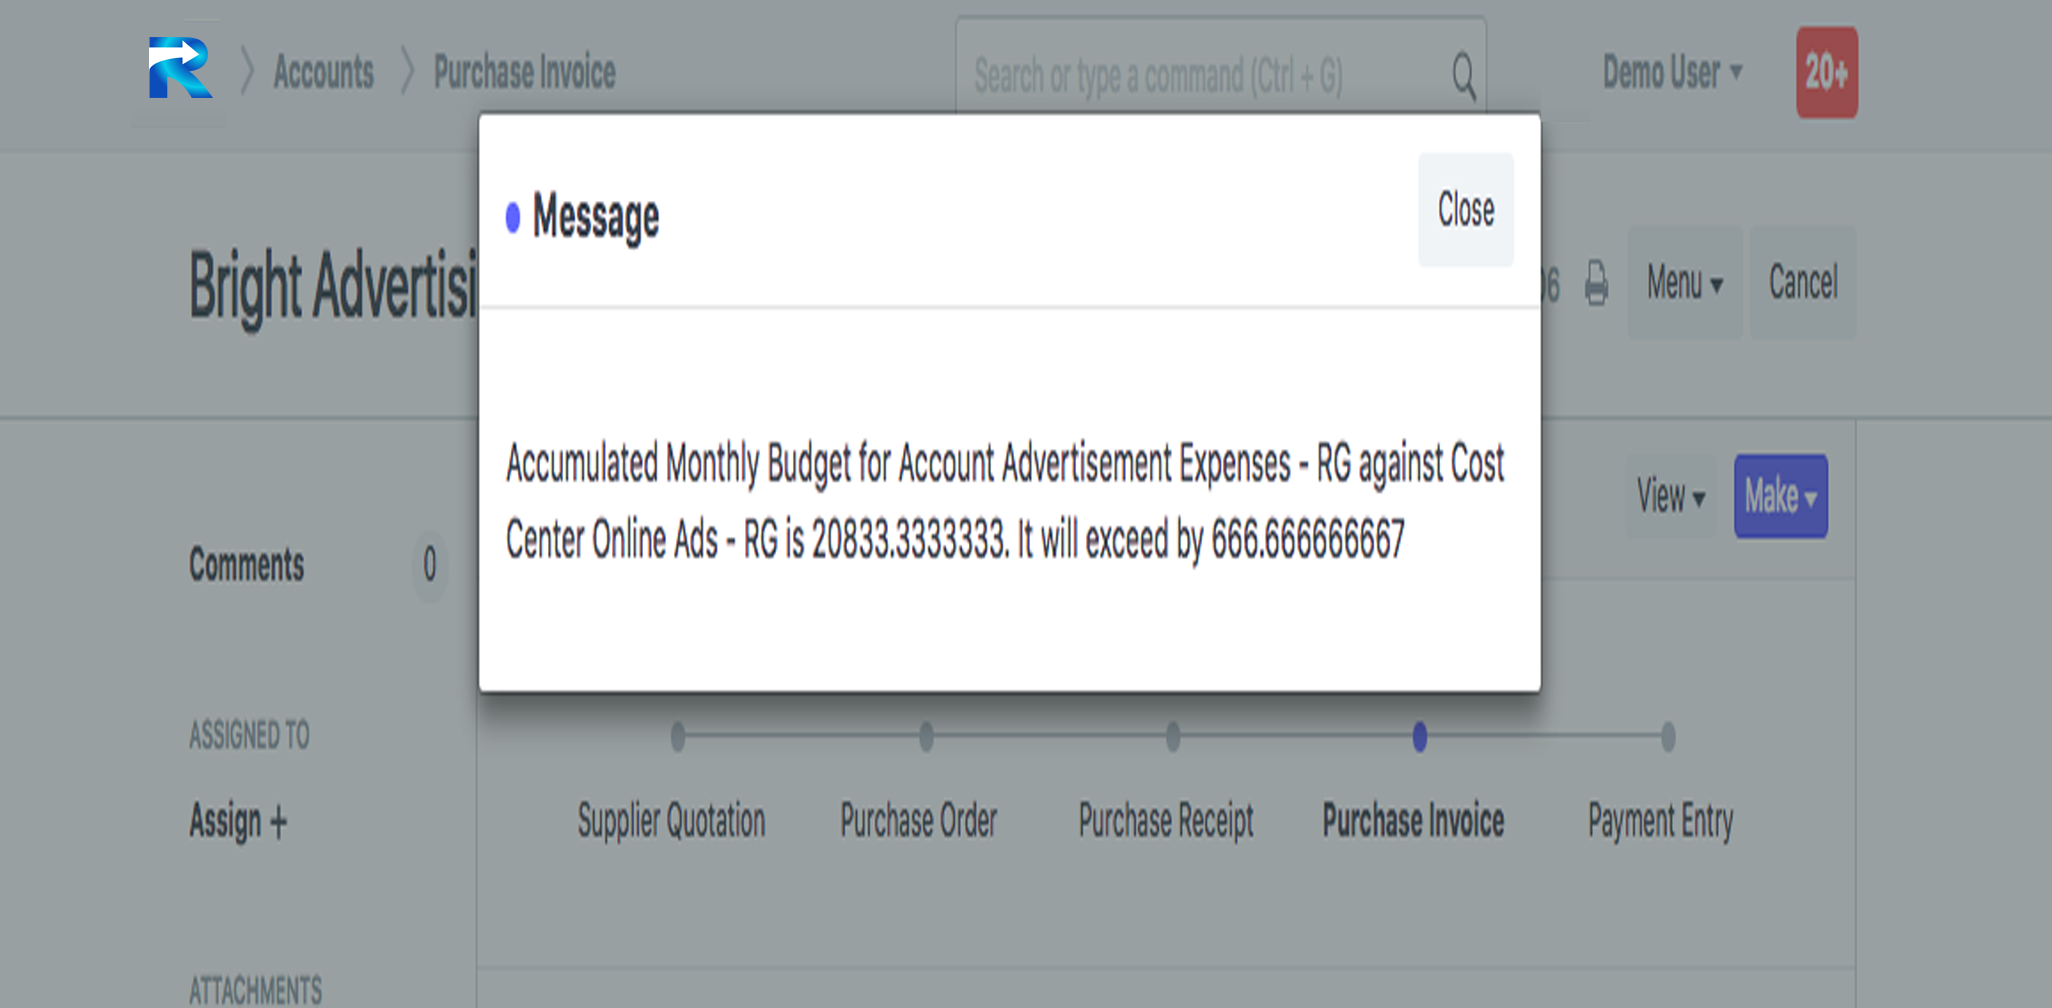 Accounts
Purchase Invoice
Search or type a command (Ctrl + G)
Demo User
20+
Message
Close
Bright
Menu
Cancel
Accumulated Monthly Budget for Account Advertisement Expenses - RG against Cost
Center Online Ads - RG is 20833.3333333. It will exceed by 666.666666667
View
Make
Comments
0
ASSIGNED TO
Assign +
Supplier Quotation
Purchase Order
Purchase Receipt
Purchase Invoice
Payment Entry
ATTACHMENTS